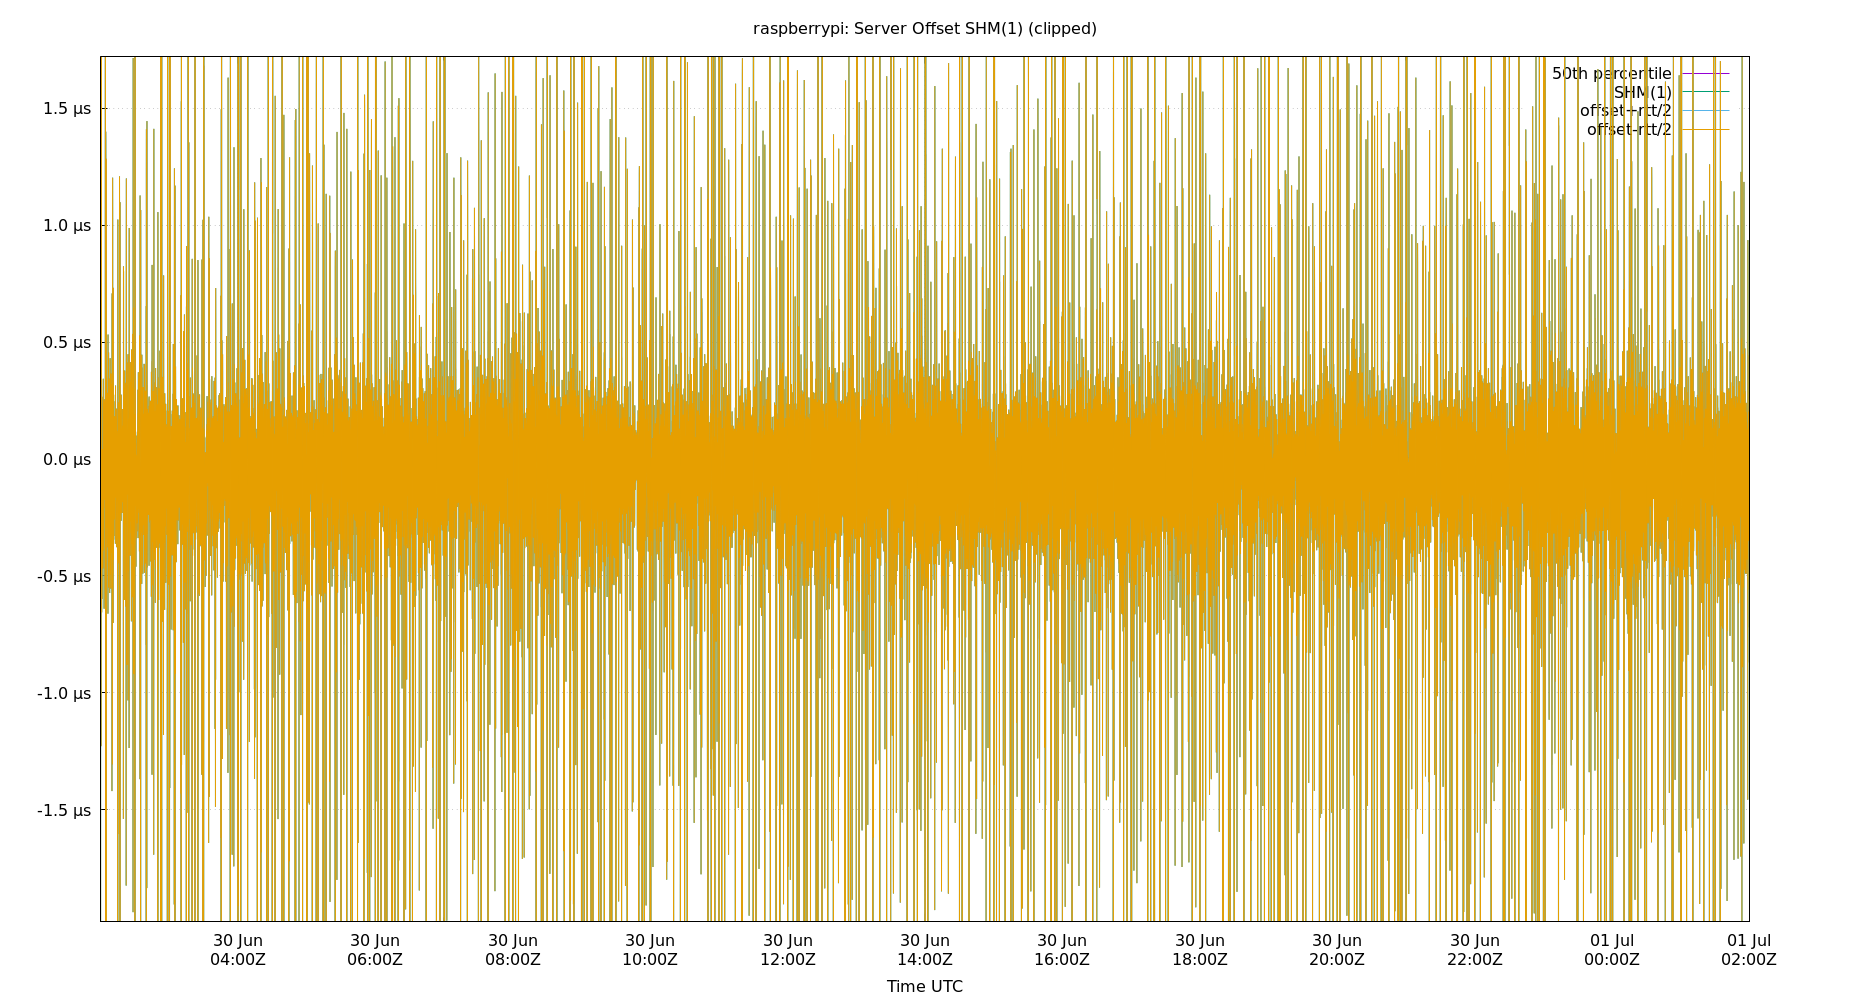 raspberrypi: Server Offset SHM(1) (clipped)
50th percentile
SHM(1)
offset+rtt/2
offset-rtt/2
1.5 µs
1.0 µs
0.5 µs
0.0 µs
-0.5 µs
-1.0 µs
-1.5 µs
30 Jun 30 Jun 30 Jun 30 Jun 30 Jun 30 Jun 30 Jun 30 Jun 30 Jun 30 Jun 01 Jul 01 Jul
04:00Z 06:00Z 08:00Z 10:00Z 12:00Z 14:00Z 16:00Z 18:00Z 20:00Z 22:00Z 00:00Z 02:00Z
Time UTC